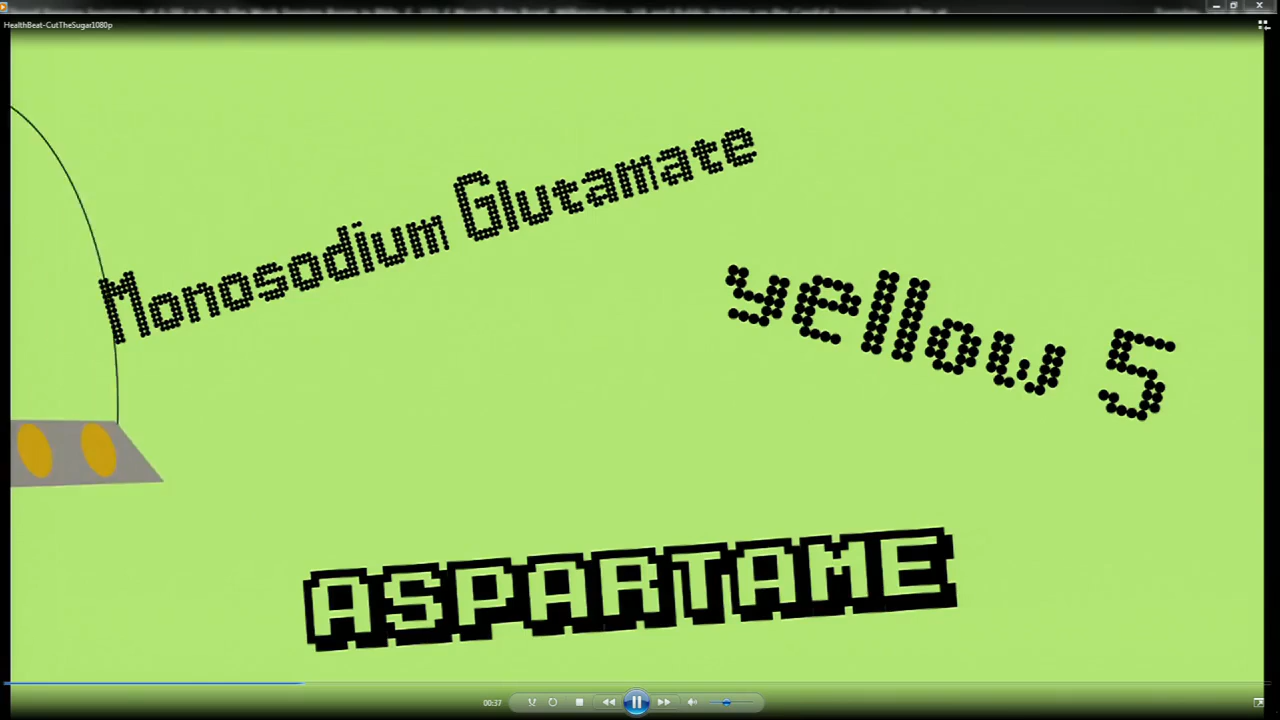 HealthBeat-CutTheSugar1080p
Monosodium Glutamate
yellow 5
ASPARTAME
00:37